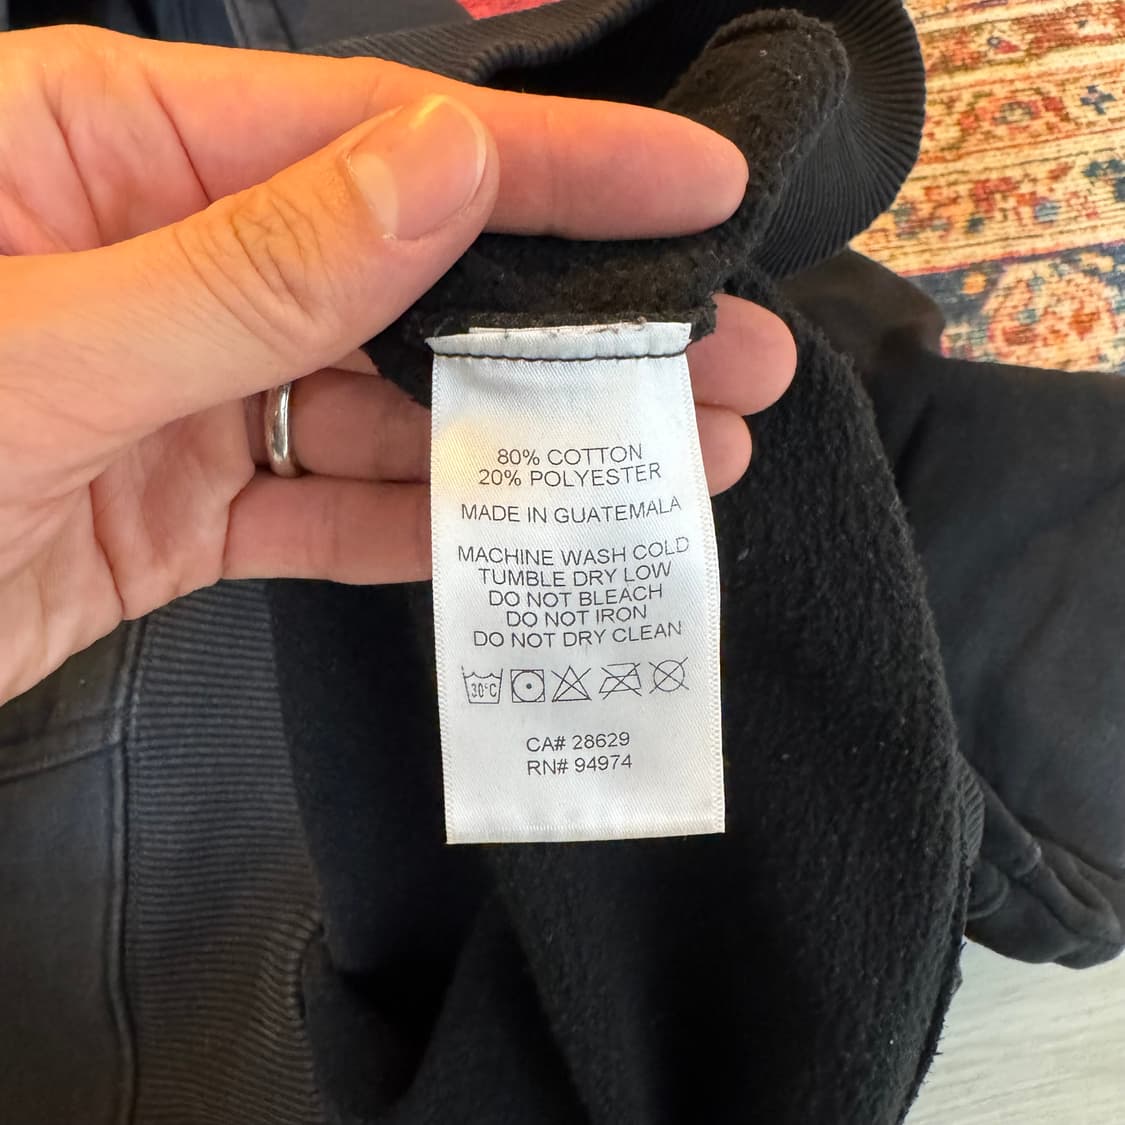 80% COTTON
20% POLYESTER
MADE IN GUATEMALA
MACHINE WASH COLD
TUMBLE DRY LOW
DO NOT BLEACH
DO NOT IRON
DO NOT DRY CLEAN
30°C
CA# 28629
RN# 94974